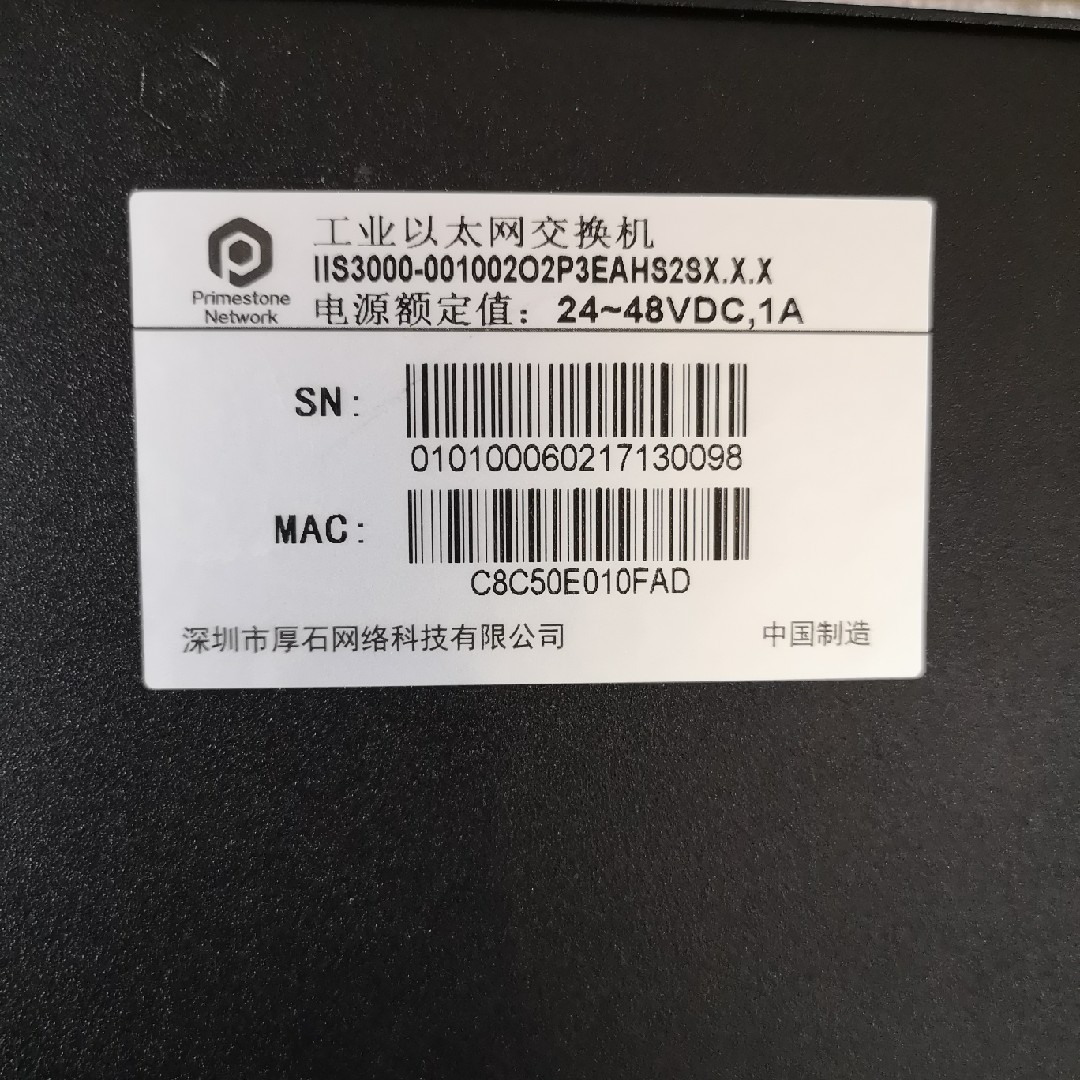 Primestone
Network
工业以太网交换机
IIS3000-001002O2P3EAHS2SX.X.X
电源额定值：24~48VDC,1A
SN:
010100060217130098
MAC:
C8C50E010FAD
深圳市厚石网络科技有限公司
中国制造